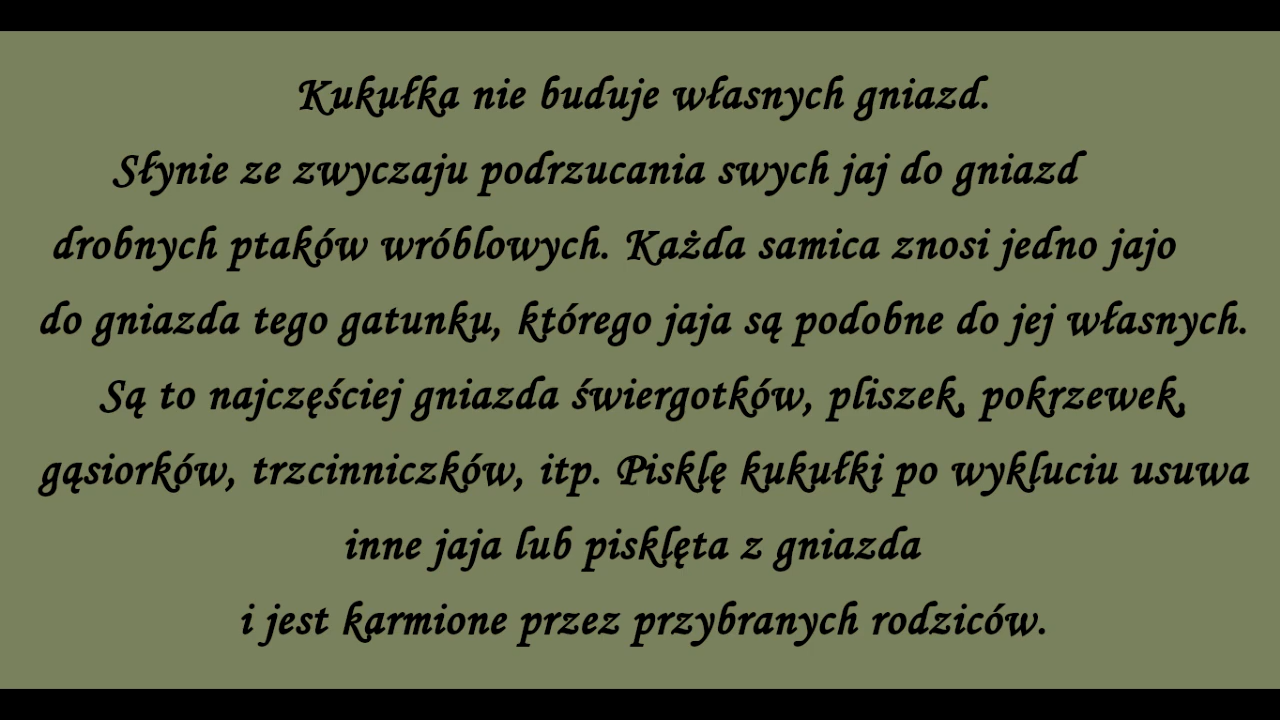 Kukułka nie buduje własnych gniazd.
Słynie ze zwyczaju podrzucania swych jaj do gniazd
drobnych ptaków wróblowych. Każda samica znosi jedno jajo
do gniazda tego gatunku, którego jaja są podobne do jej własnych.
Są to najczęściej gniazda świergotków, pliszek, pokrzewek,
gąsiorków, trzcinniczków, itp. Pisklę kukułki po wykluciu usuwa
inne jaja lub pisklęta z gniazda
i jest karmione przez przybranych rodziców.